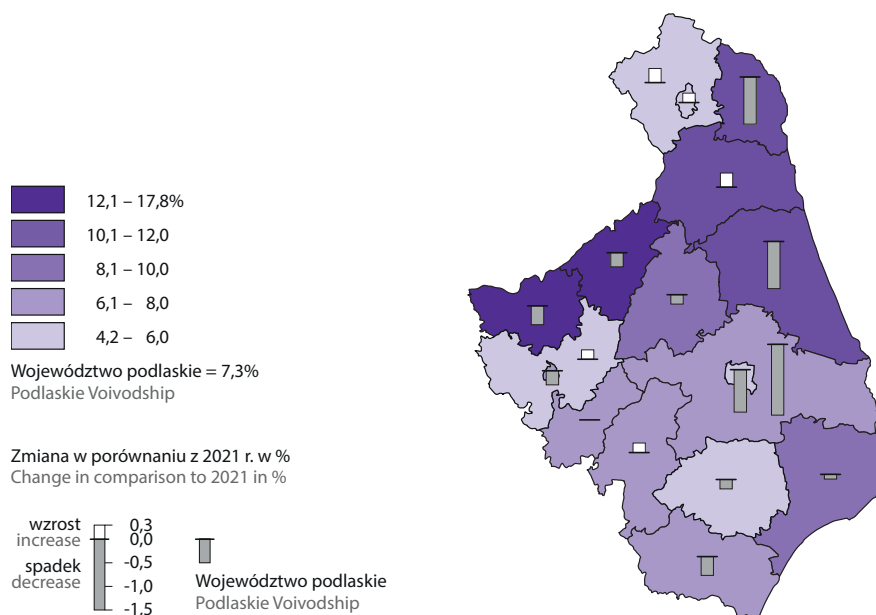 12,1 – 17,8%
10,1 – 12,0
8,1 – 10,0
6,1 – 8,0
4,2 – 6,0
Województwo podlaskie = 7,3%
Podlaskie Voivodship
Zmiana w porównaniu z 2021 r. w %
Change in comparison to 2021 in %
wzrost
increase
spadek
decrease
0,3
0,0
-0,5
-1,0
-1,5
Województwo podlaskie
Podlaskie Voivodship